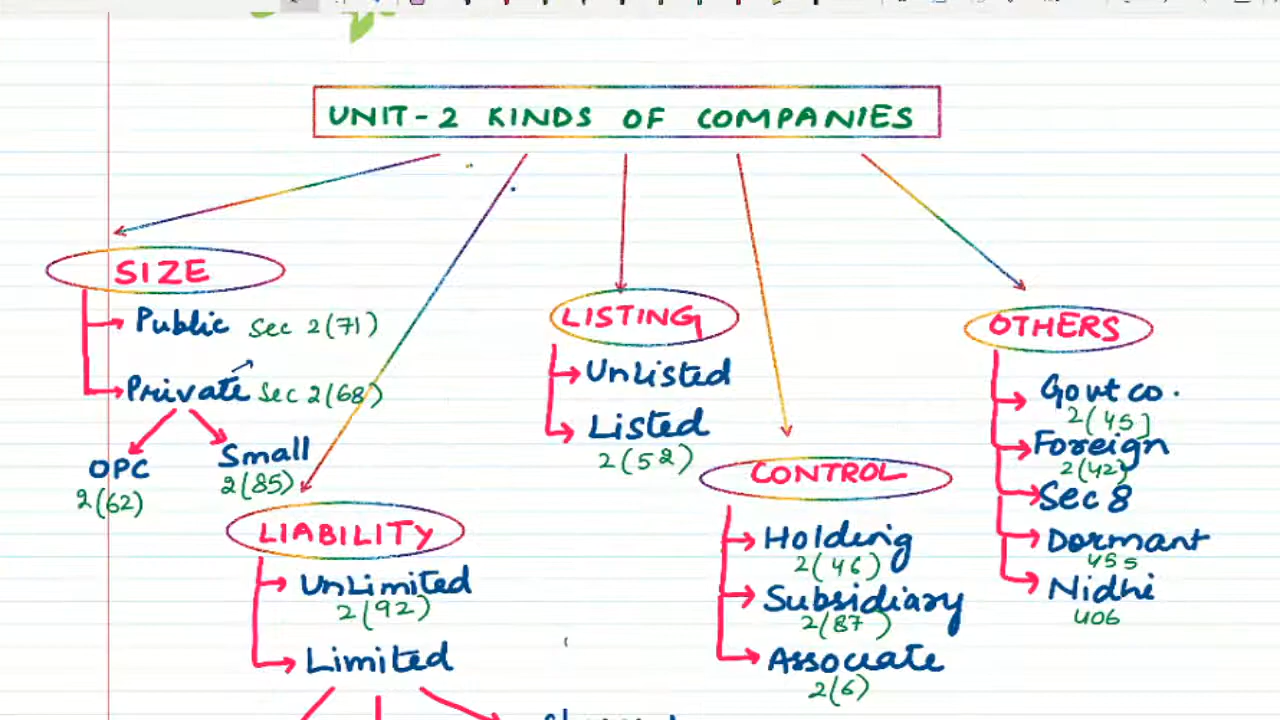 UNIT-2 KINDS OF COMPANIES
SIZE
Public Sec 2(71)
Private Sec 2(68)
OPC
2(62)
Small
2(85)
LIABILITY
UnLimited
2(92)
Limited
LISTING
UnListed
Listed
2(52)
CONTROL
Holding
2(46)
Subsidiary
2(87)
Associate
2(6)
OTHERS
Govt co.
2(45]
Foreign
2(42)
Sec 8
Dormant
455
Nidhi
406